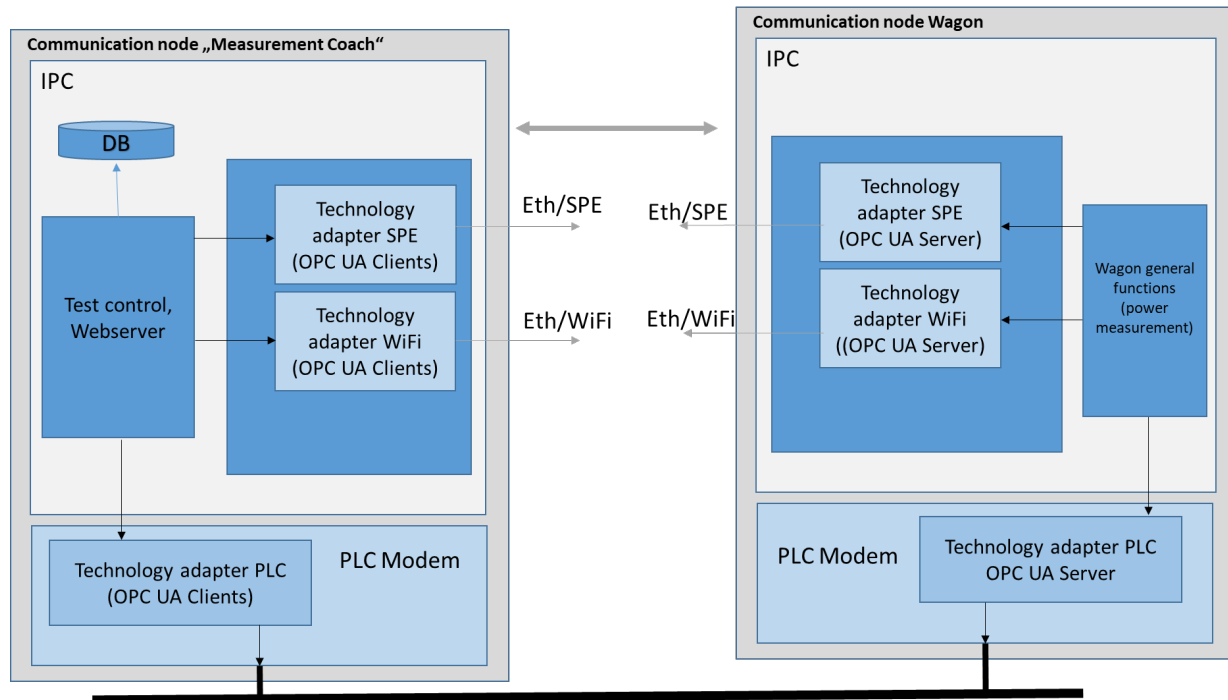 Communication node „Measurement Coach“
IPC
DB
Test control,
Webserver
Technology
adapter SPE
(OPC UA Clients)
Technology
adapter WiFi
(OPC UA Clients)
Eth/SPE
Eth/WiFi
Technology adapter PLC
(OPC UA Clients)
PLC Modem
Communication node Wagon
IPC
Eth/SPE
Eth/WiFi
Technology
adapter SPE
(OPC UA Server)
Technology
adapter WiFi
((OPC UA Server)
Wagon general
functions
(power
measurement)
PLC Modem
Technology adapter PLC
OPC UA Server